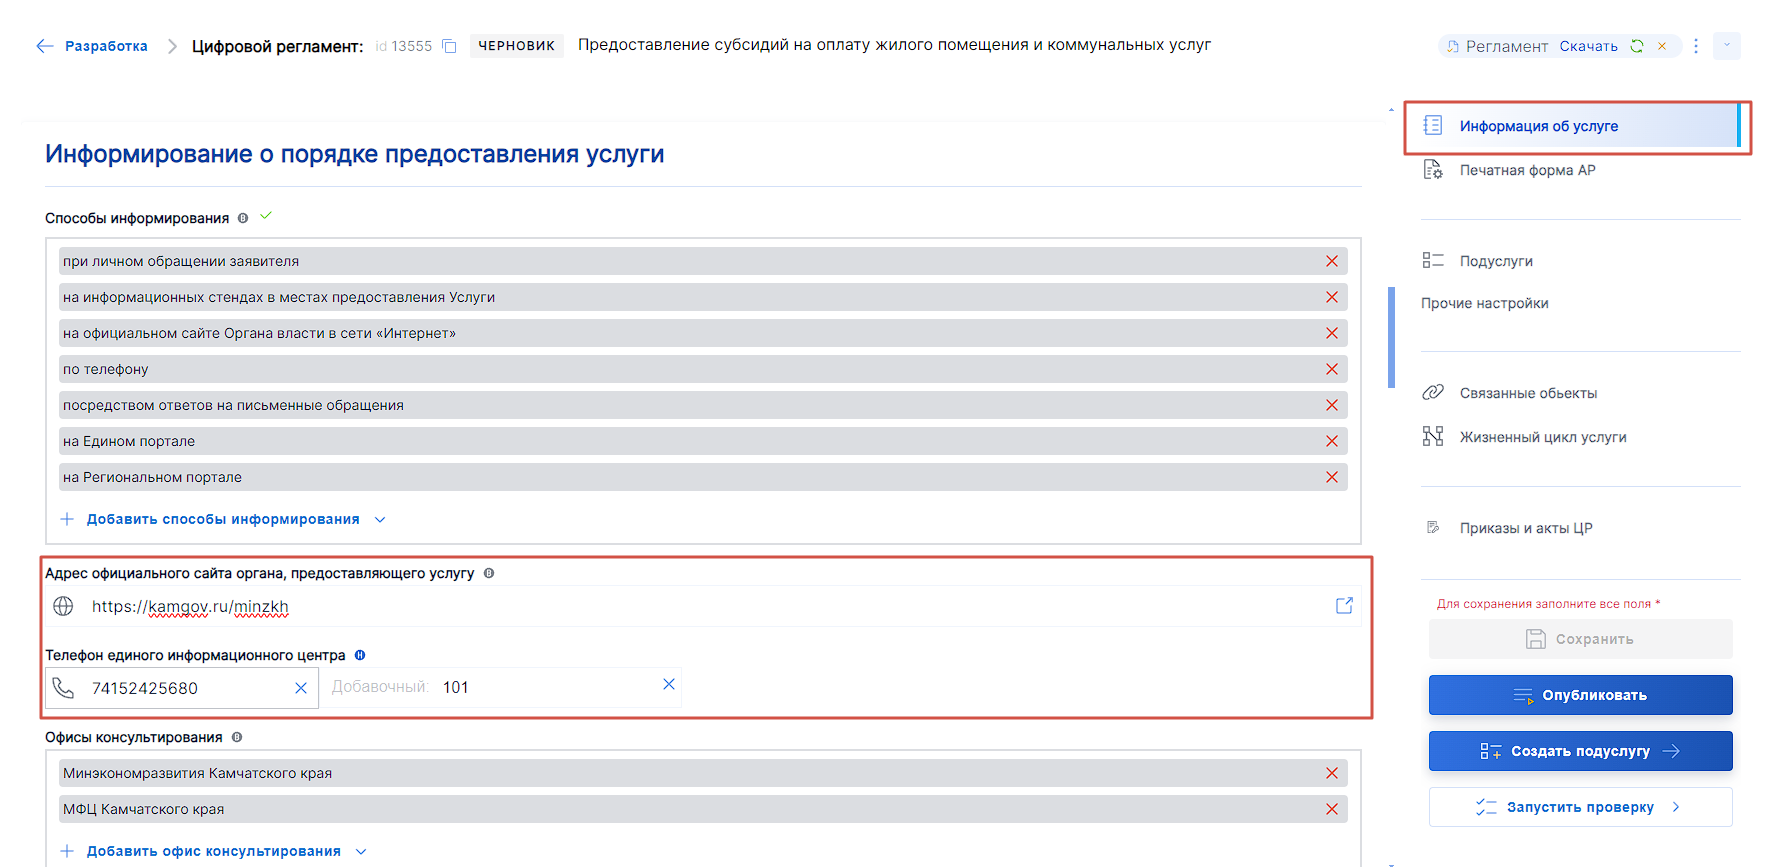 Разработка
Цифровой регламент: id 13555 ЧЕРНОВИК Предоставление субсидий на оплату жилого помещения и коммунальных услуг
Регламент Скачать
Информирование о порядке предоставления услуги
Способы информирования
при личном обращении заявителя
на информационных стендах в местах предоставления Услуги
на официальном сайте Органа власти в сети «Интернет»
по телефону
посредством ответов на письменные обращения
на Едином портале
на Региональном портале
Добавить способы информирования
Адрес официального сайта органа, предоставляющего услугу
https://kamgov.ru/minzkh
Телефон единого информационного центра
74152425680
Добавочный: 101
Офисы консультирования
Минэкономразвития Камчатского края
МФЦ Камчатского края
Добавить офис консультирования
Информация об услуге
Печатная форма АР
Подуслуги
Прочие настройки
Связанные обьекты
Жизненный цикл услуги
Приказы и акты ЦР
Для сохранения заполните все поля *
Сохранить
Опубликовать
Создать подуслугу
Запустить проверку